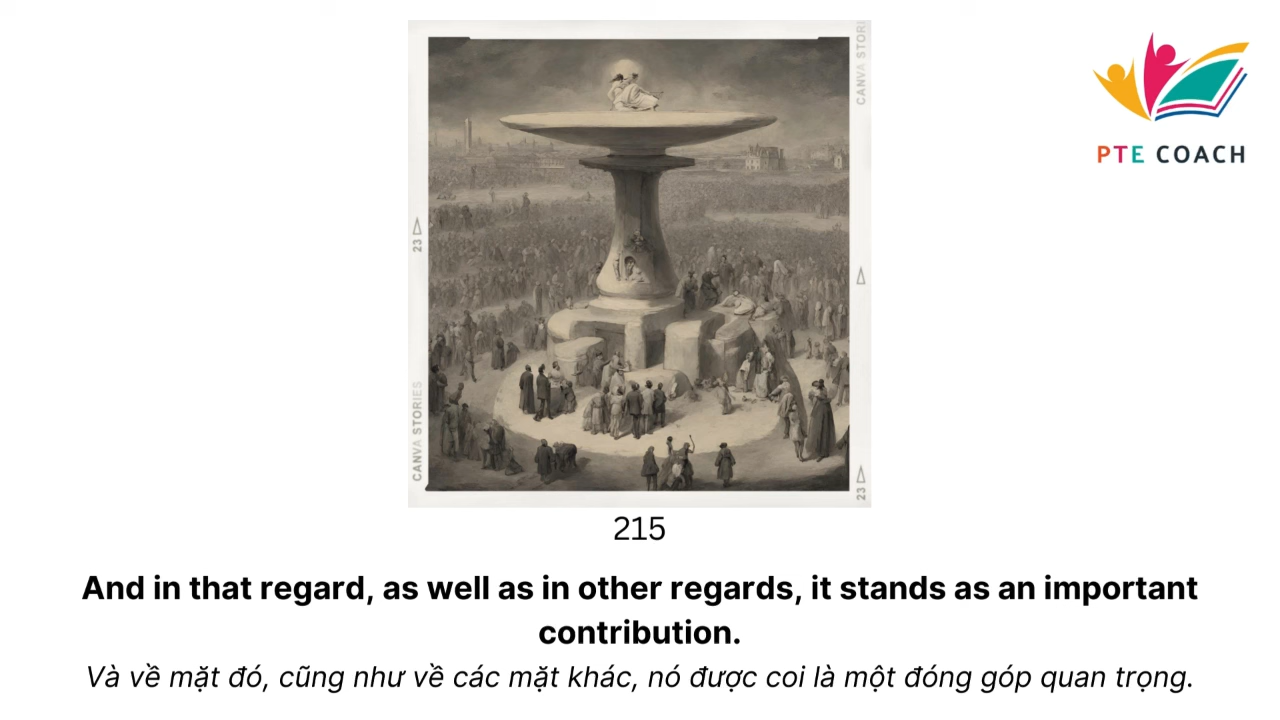 CANVA STORIES
23
CANVA STORI
23
PTE COACH
215
And in that regard, as well as in other regards, it stands as an important
contribution.
Và về mặt đó, cũng như về các mặt khác, nó được coi là một đóng góp quan trọng.